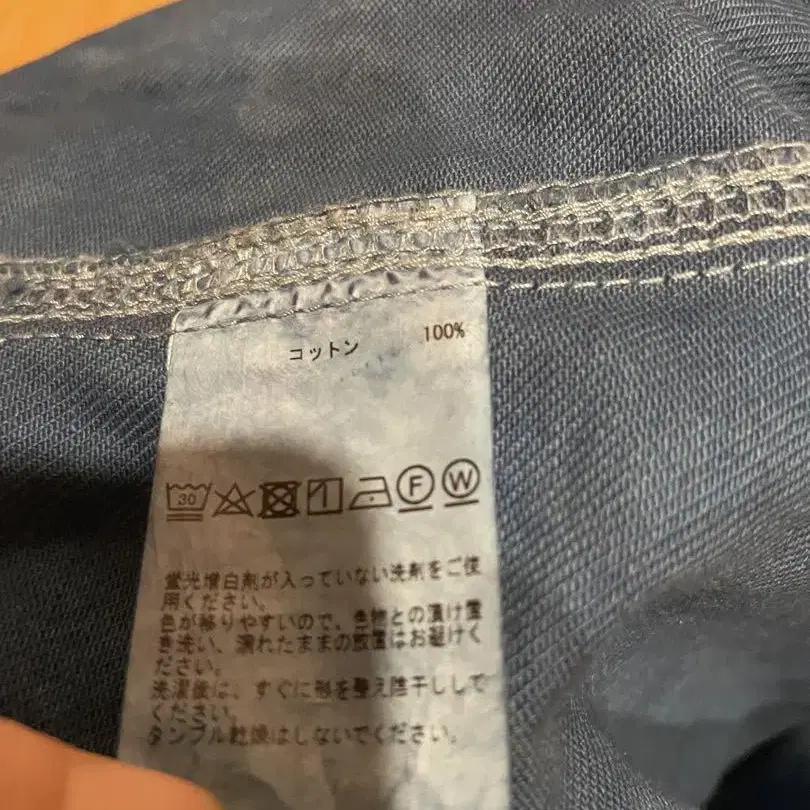 コットン 100%
30 F W
蛍光増白剤が入っていない洗剤をご使
用ください。
色が移りやすいので、色物との漬け置
き洗い、濡れたままの放置はお避けく
ださい。
洗濯後は、すぐに形を整え陰干ししで
ください。
タンブル乾燥はしないでください。